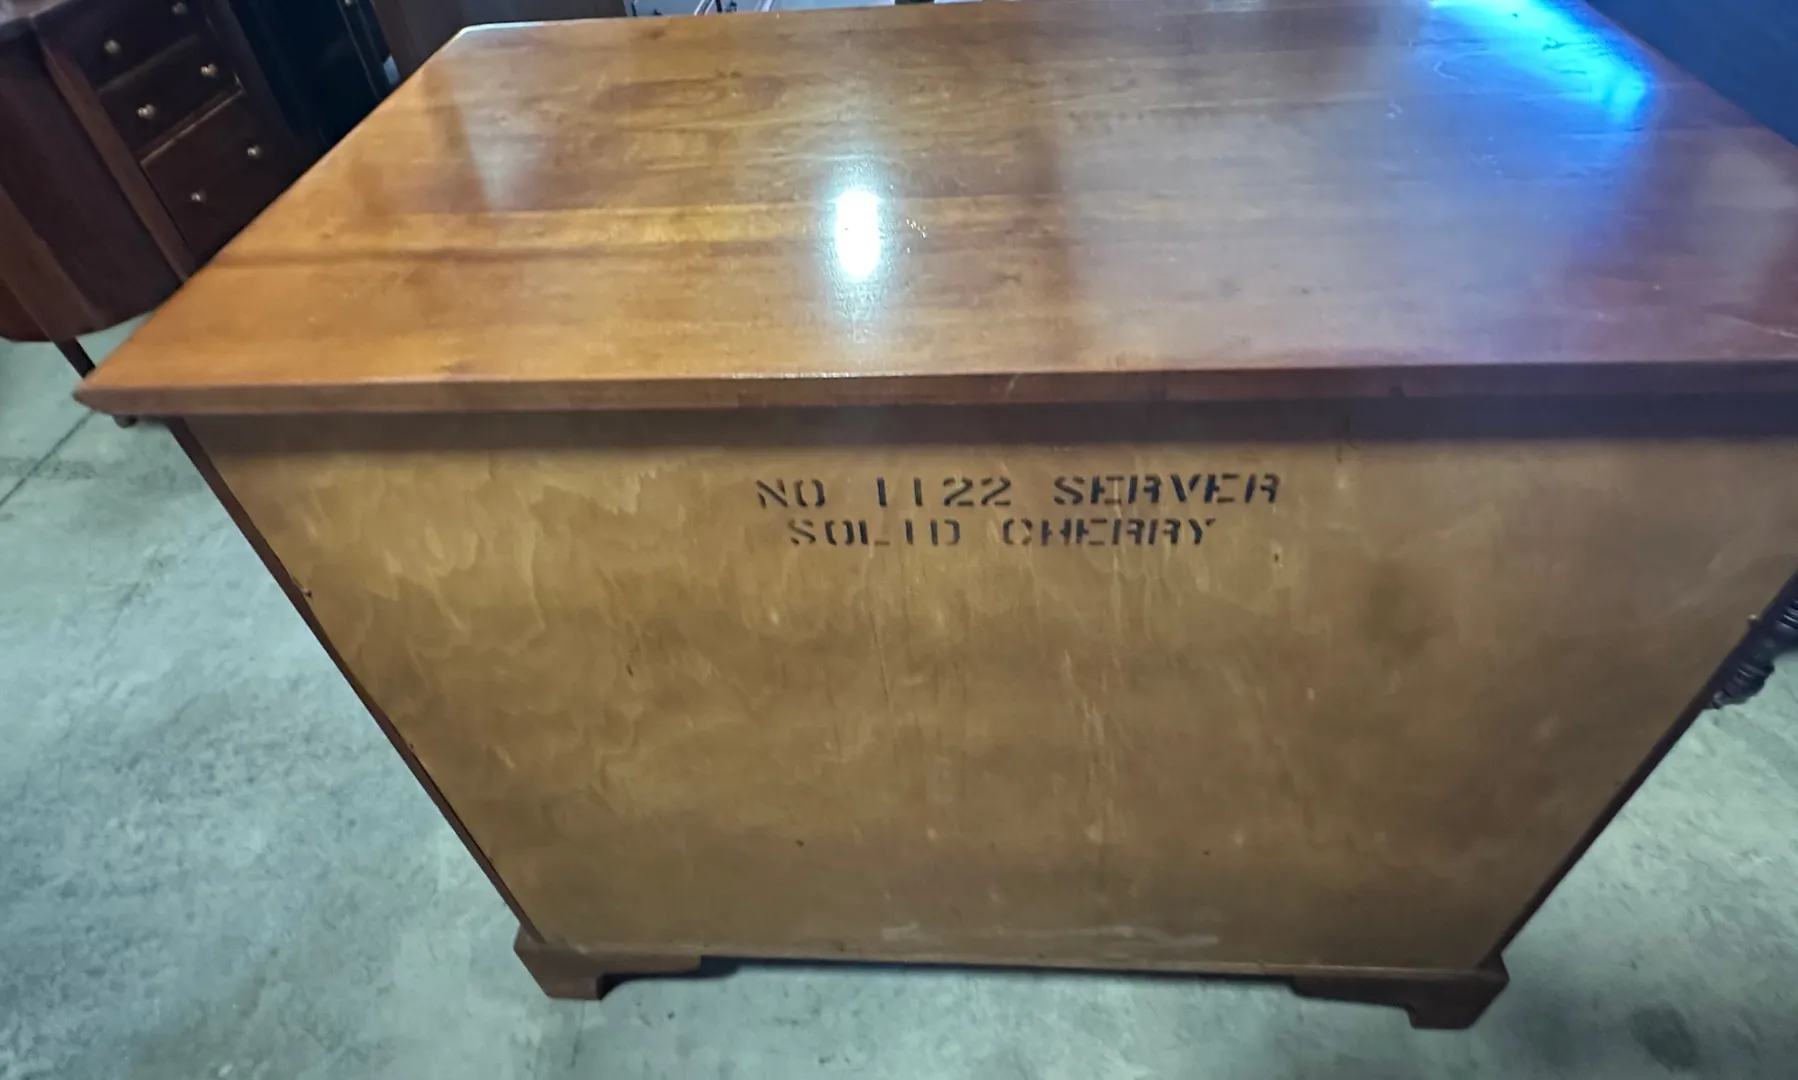 NO 1122 SERVER
SOLID CHERRY